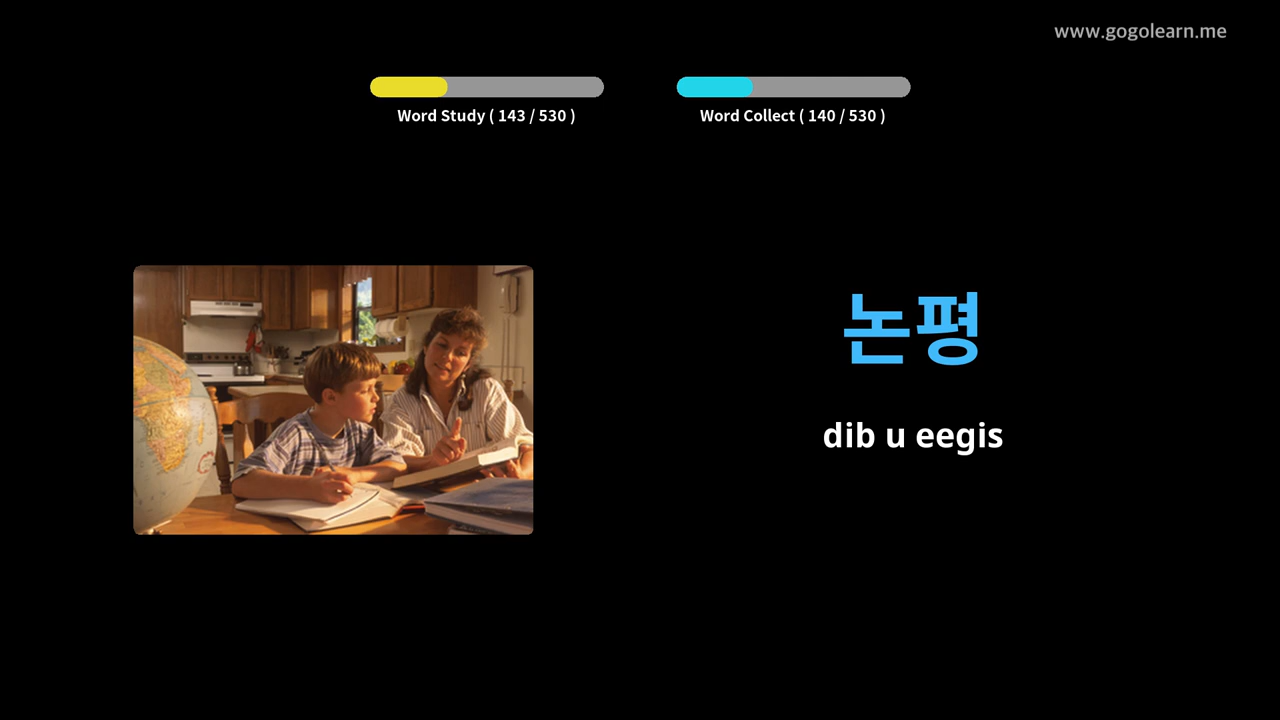 www.gogolearn.me
Word Study ( 143 / 530 )
Word Collect ( 140 / 530 )
논평
dib u eegis